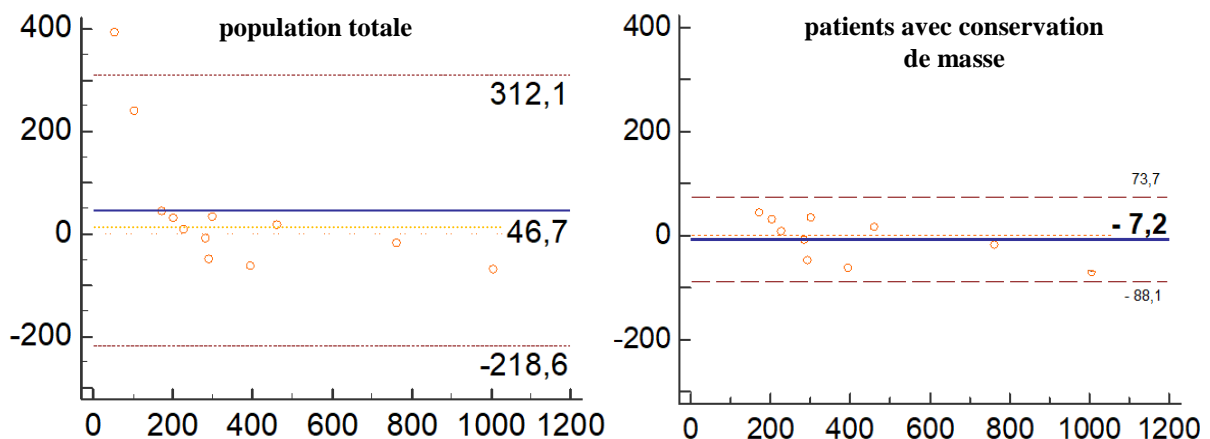 population totale
400
200
0
-200
312,1
46,7
-218,6
0 200 400 600 800 1000 1200
patients avec conservation
de masse
400
200
0
-200
73,7
- 7,2
- 88,1
0 200 400 600 800 1000 1200